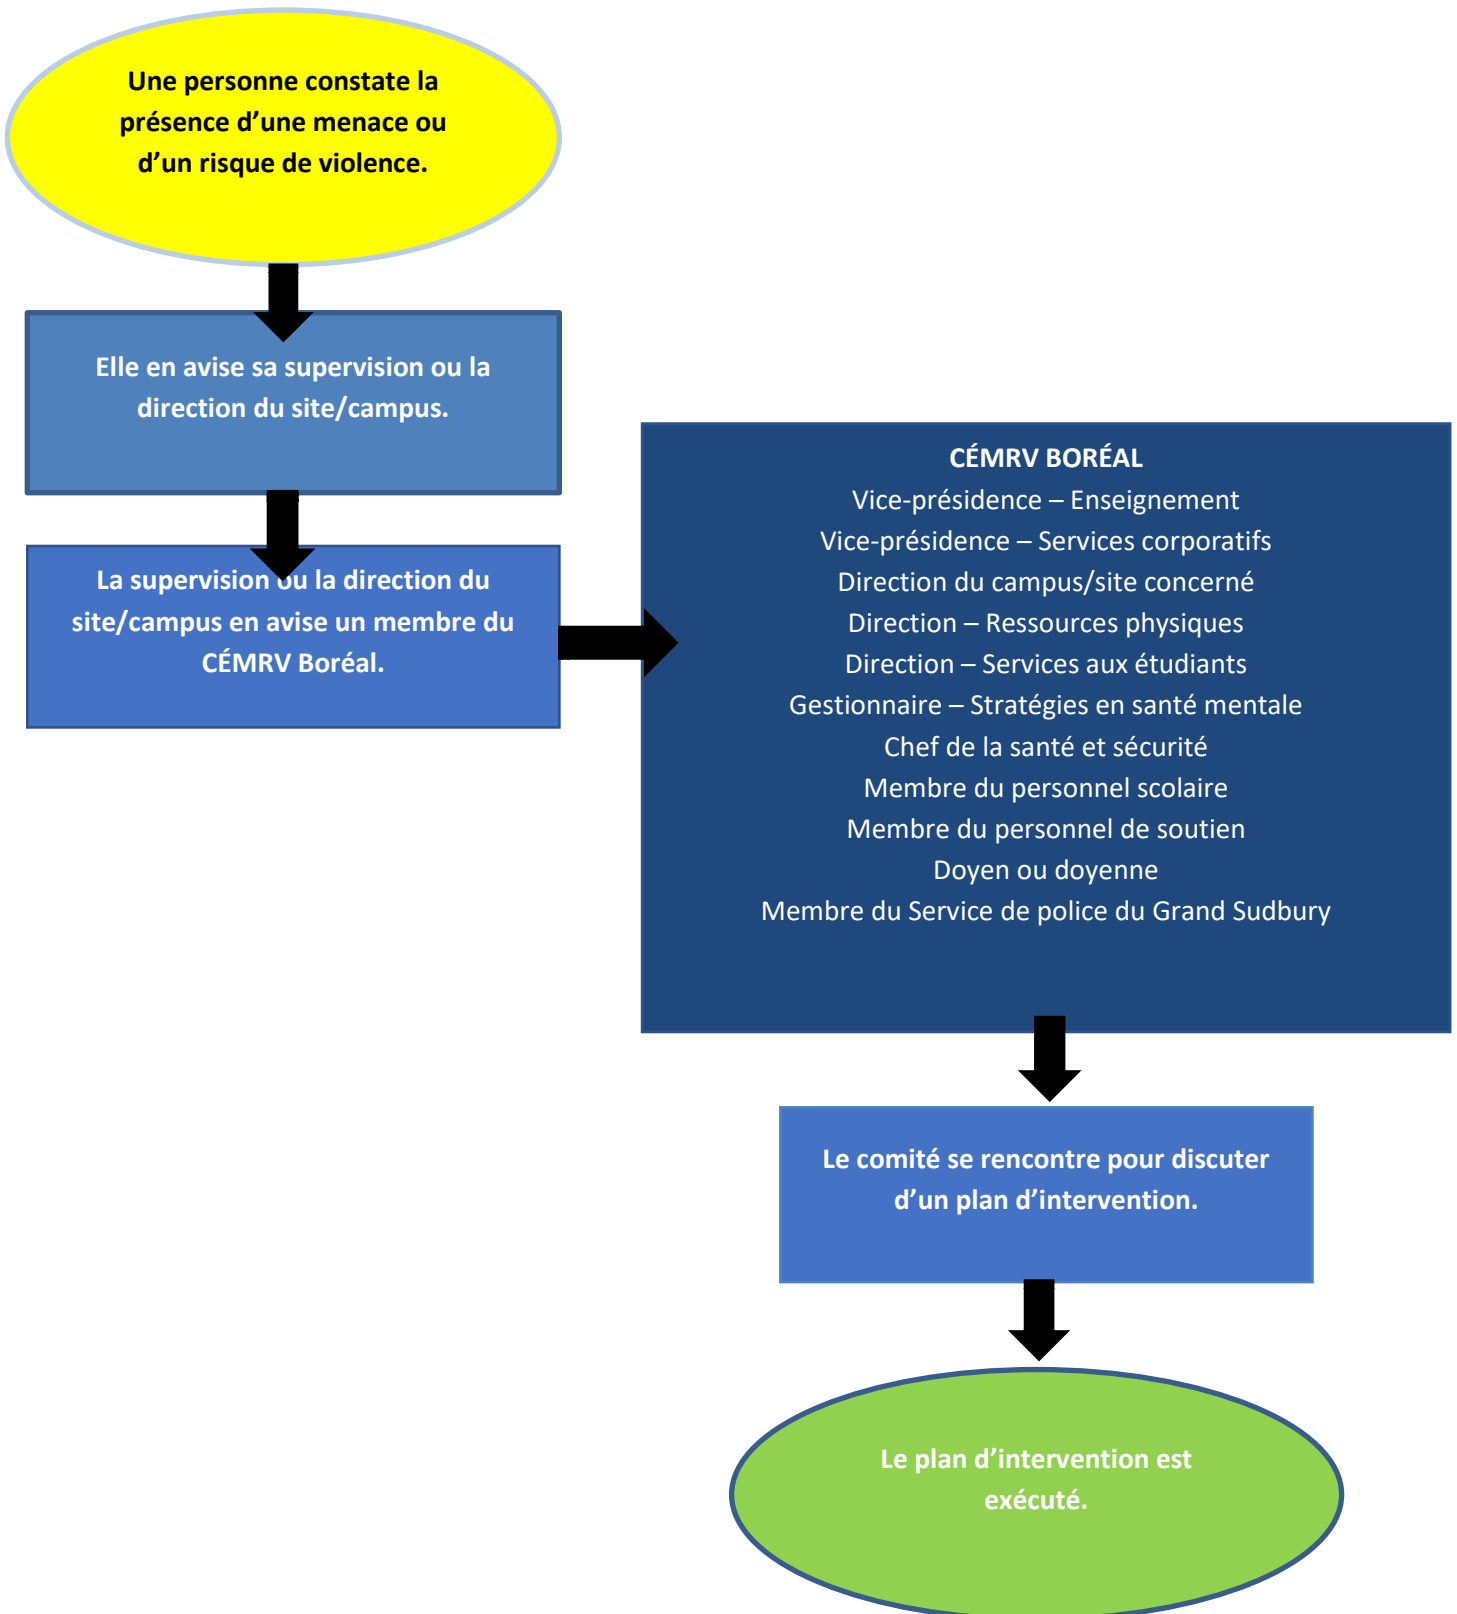 Une personne constate la
présence d’une menace ou
d’un risque de violence.
Elle en avise sa supervision ou la
direction du site/campus.
La supervision ou la direction du
site/campus en avise un membre du
CÉMRV Boréal.
CÉMRV BORÉAL
Vice-présidence – Enseignement
Vice-présidence – Services corporatifs
Direction du campus/site concerné
Direction – Ressources physiques
Direction – Services aux étudiants
Gestionnaire – Stratégies en santé mentale
Chef de la santé et sécurité
Membre du personnel scolaire
Membre du personnel de soutien
Doyen ou doyenne
Membre du Service de police du Grand Sudbury
Le comité se rencontre pour discuter
d’un plan d’intervention.
Le plan d’intervention est
exécuté.